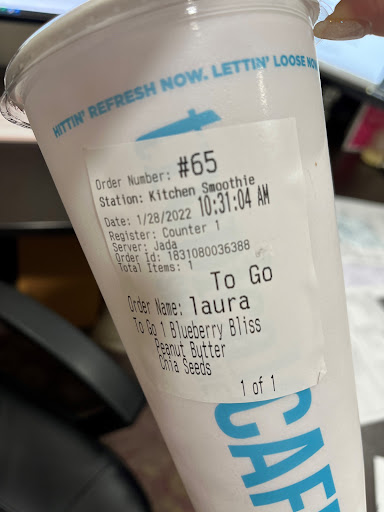 HITTIN' REFRESH NOW. LETTIN' LOOSE NOW
Order Number: #65
Station: Kitchen Smoothie
Date: 1/28/2022 10:31:04 AM
Register: Counter 1
Server: Jada
Order Id: 1831080036388
Total Items: 1
To Go
Order Name: laura
To Go 1 Blueberry Bliss
Peanut Butter
Chia Seeds
1 of 1
CAF